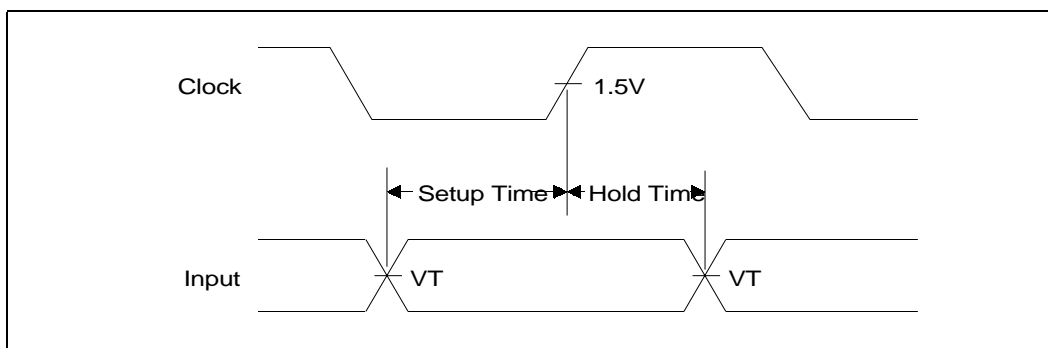 Clock
1.5V
Setup Time
Hold Time
Input
VT
VT